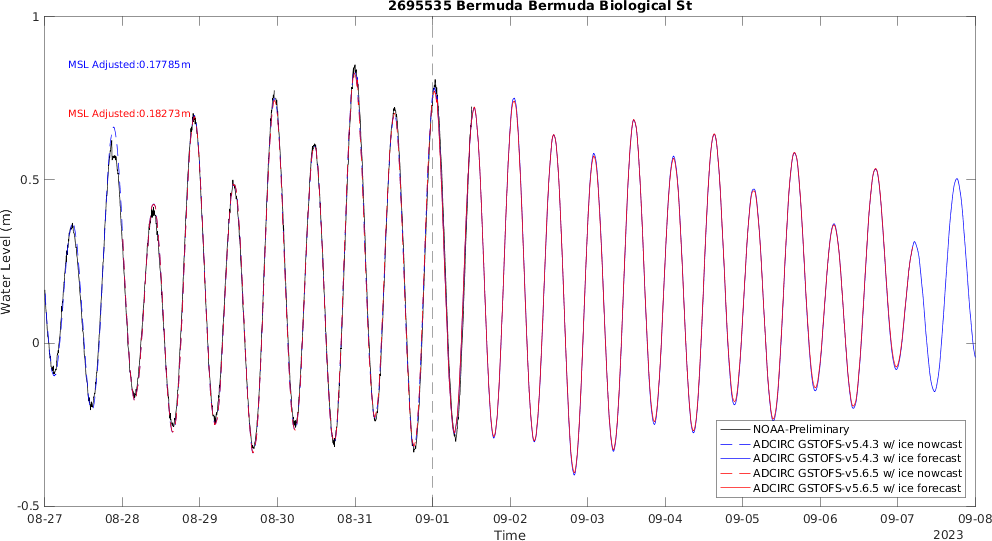 2695535 Bermuda Bermuda Biological St
1
MSL Adjusted:0.17785m
MSL Adjusted:0.18273m
0.5
Water Level (m)
0
NOAA-Preliminary
ADCIRC GSTOFS-v5.4.3 w/ ice nowcast
ADCIRC GSTOFS-v5.4.3 w/ ice forecast
ADCIRC GSTOFS-v5.6.5 w/ ice nowcast
ADCIRC GSTOFS-v5.6.5 w/ ice forecast
-0.5
08-27 08-28 08-29 08-30 08-31 09-01 09-02 09-03 09-04 09-05 09-06 09-07 09-08
Time
2023